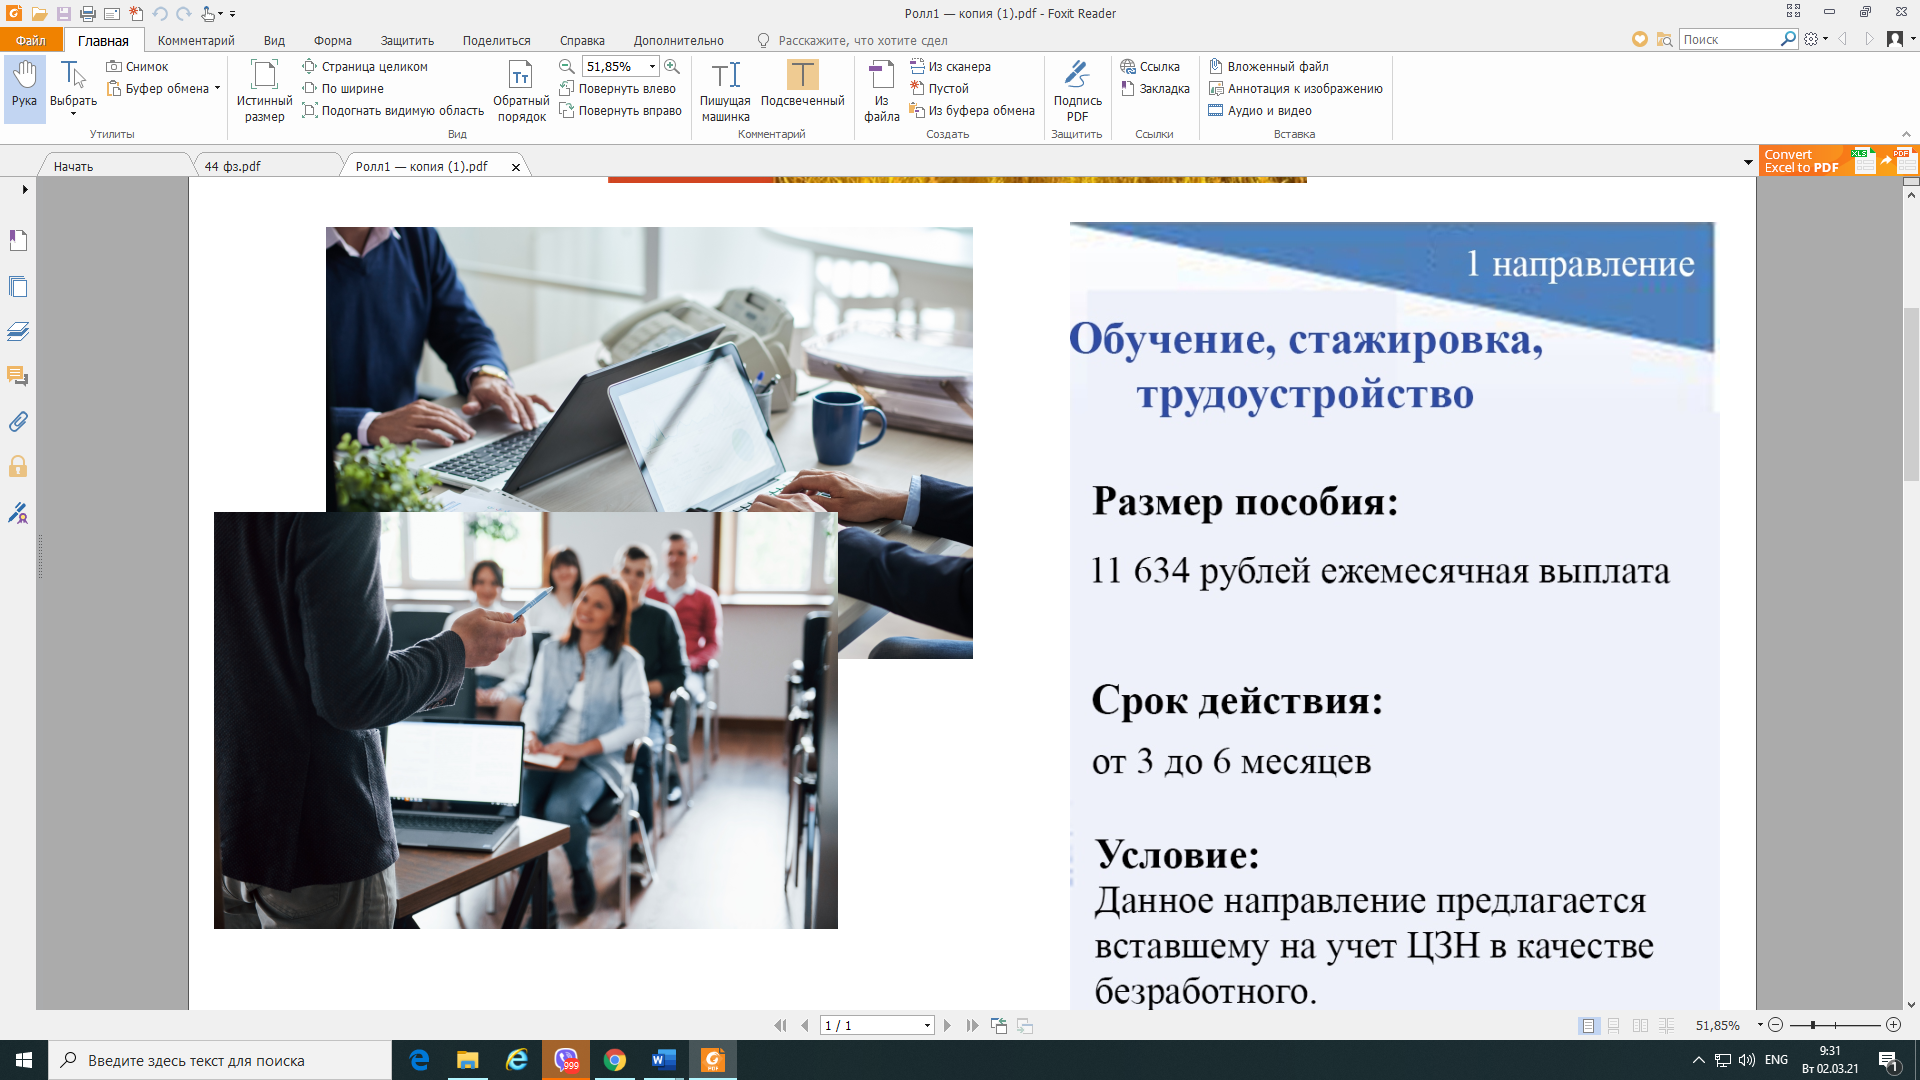 Ролл1 — копия (1).pdf - Foxit Reader
Файл
Главная
Комментарий
Вид
Форма
Защитить
Поделиться
Справка
Дополнительно
Расскажите, что хотите сдел
Поиск
Рука
Выбрать
Снимок
Буфер обмена
Утилиты
Истинный
размер
Страница целиком
По ширине
Подогнать видимую область
Обратный
порядок
51,85%
Повернуть влево
Повернуть вправо
Вид
Пишущая
машинка
Подсвеченный
Комментарий
Из
файла
Из сканера
Пустой
Из буфера обмена
Создать
Подпись
PDF
Защитить
Ссылка
Закладка
Ссылки
Вложенный файл
Аннотация к изображению
Аудио и видео
Вставка
Начать
44 фз.pdf
Ролл1 — копия (1).pdf
Convert
Excel to PDF
XLS
PDF
1 направление
Обучение, стажировка,
трудоустройство
Размер пособия:
11 634 рублей ежемесячная выплата
Срок действия:
от 3 до 6 месяцев
Условие:
Данное направление предлагается
вставшему на учет ЦЗН в качестве
безработного.
1 / 1
51,85%
Введите здесь текст для поиска
999
ENG
9:31
Вт 02.03.21
1